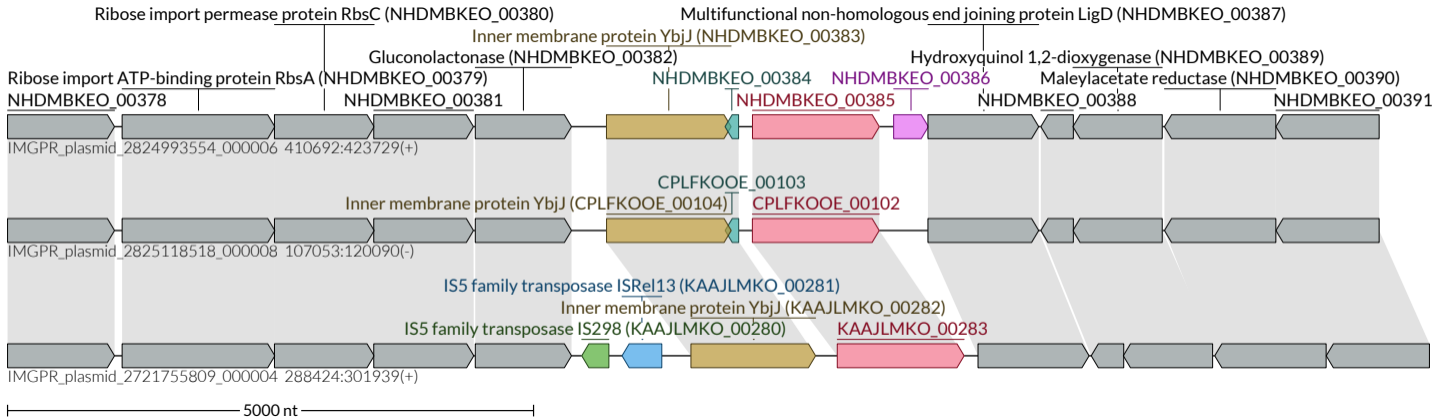 Ribose import permease protein RbsC (NHDMBKEO_00380) Multifunctional non-homologous end joining protein LigD (NHDMBKEO_00387)
Inner membrane protein YbjJ (NHDMBKEO_00383)
Gluconolactonase (NHDMBKEO_00382) Hydroxyquinol 1,2-dioxygenase (NHDMBKEO_00389)
Ribose import ATP-binding protein RbsA (NHDMBKEO_00379) NHDMBKEO_00384 NHDMBKEO_00386 Maleylacetate reductase (NHDMBKEO_00390)
NHDMBKEO_00378 NHDMBKEO_00381 NHDMBKEO_00385 NHDMBKEO_00388 NHDMBKEO_00391
IMGPR_plasmid_2824993554_000006 410692:423729(+)
CPLFKOOE_00103
Inner membrane protein YbjJ (CPLFKOOE_00104) CPLFKOOE_00102
IMGPR_plasmid_2825118518_000008 107053:120090(-)
IS5 family transposase ISRel13 (KAAJLMKO_00281)
Inner membrane protein YbjJ (KAAJLMKO_00282)
IS5 family transposase IS298 (KAAJLMKO_00280) KAAJLMKO_00283
IMGPR_plasmid_2721755809_000004 288424:301939(+)
5000 nt